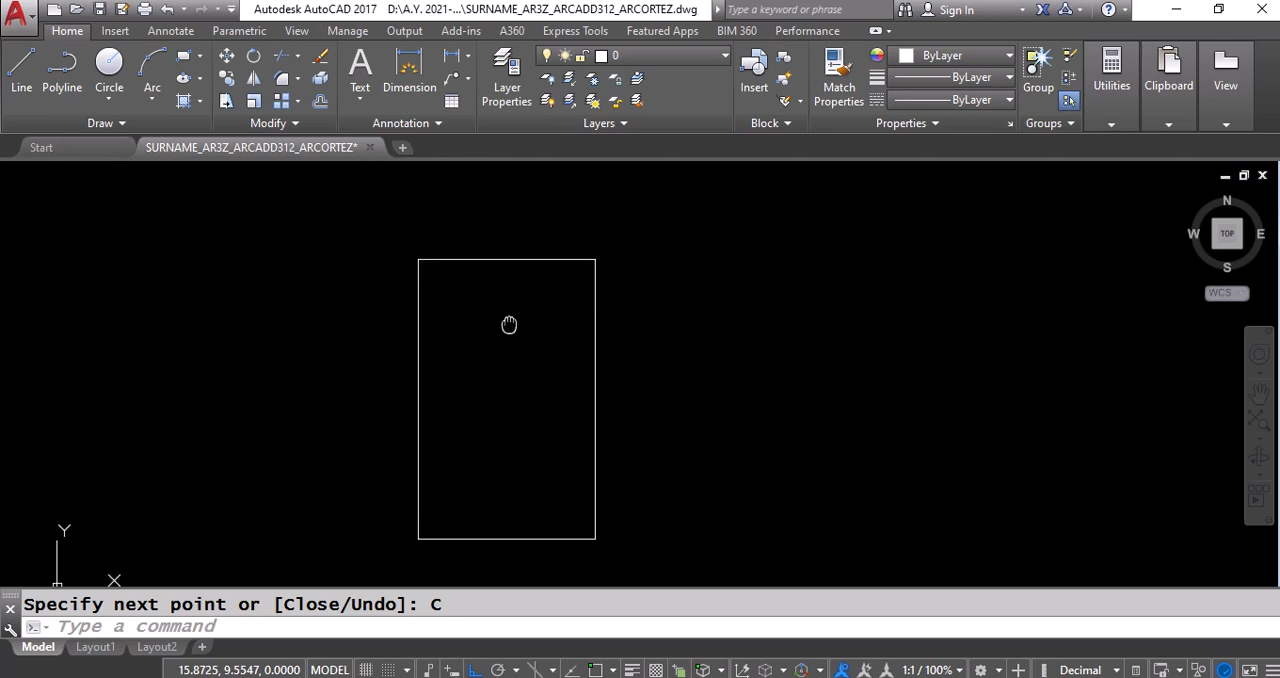 Autodesk AutoCAD 2017 D:\A.Y. 2021-...\SURNAME_AR3Z_ARCADD312_ARCORTEZ.dwg Type a keyword or phrase Sign In
Home Insert Annotate Parametric View Manage Output Add-ins A360 Express Tools Featured Apps BIM 360 Performance
Line Polyline Circle Arc Text Dimension Layer Properties 0 Insert Match Properties ByLayer ByLayer ByLayer Group Utilities Clipboard View
Draw Modify Annotation Layers Block Properties Groups
Start SURNAME_AR3Z_ARCADD312_ARCORTEZ*
N
W TOP E
S
WCS
Y
X
Specify next point or [Close/Undo]: C
Type a command
Model Layout1 Layout2
15.8725, 9.5547, 0.0000 MODEL 1:1 / 100% Decimal